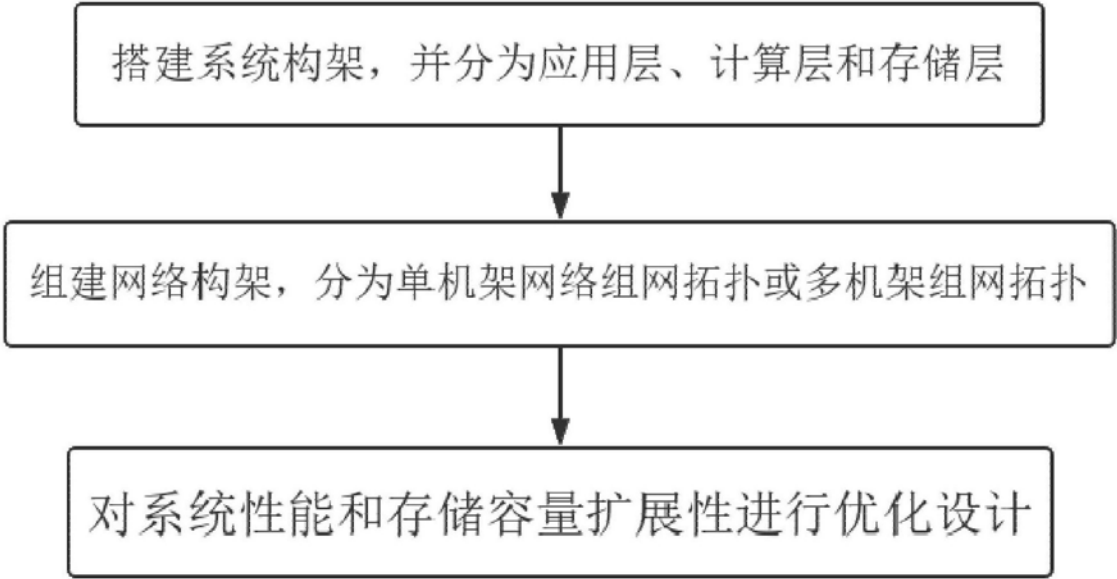 搭建系统构架，并分为应用层、计算层和存储层
组建网络构架，分为单机架网络组网拓扑或多机架组网拓扑
对系统性能和存储容量扩展性进行优化设计